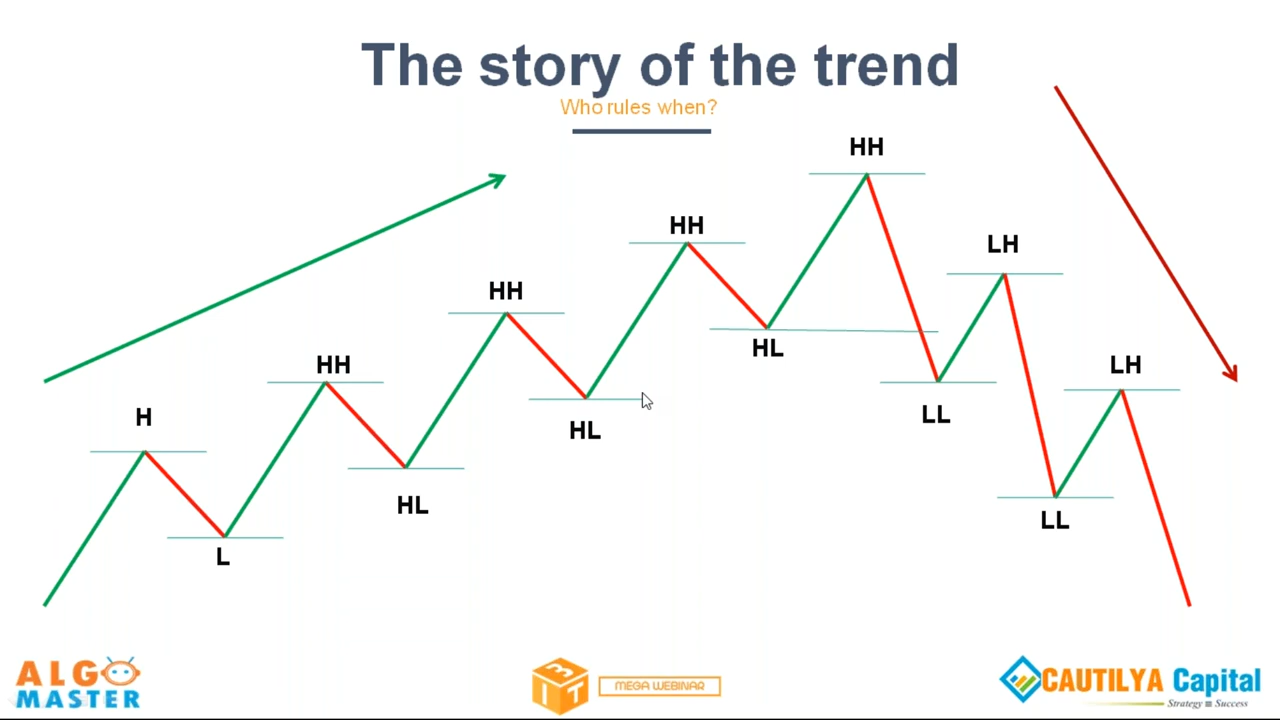 The story of the trend
Who rules when?
HH
HH
LH
HH
HL
HH
LH
H
HL
LL
HL
LL
L
ALGO
MASTER
BIT
MEGA WEBINAR
CAUTILYA Capital
Strategy Success